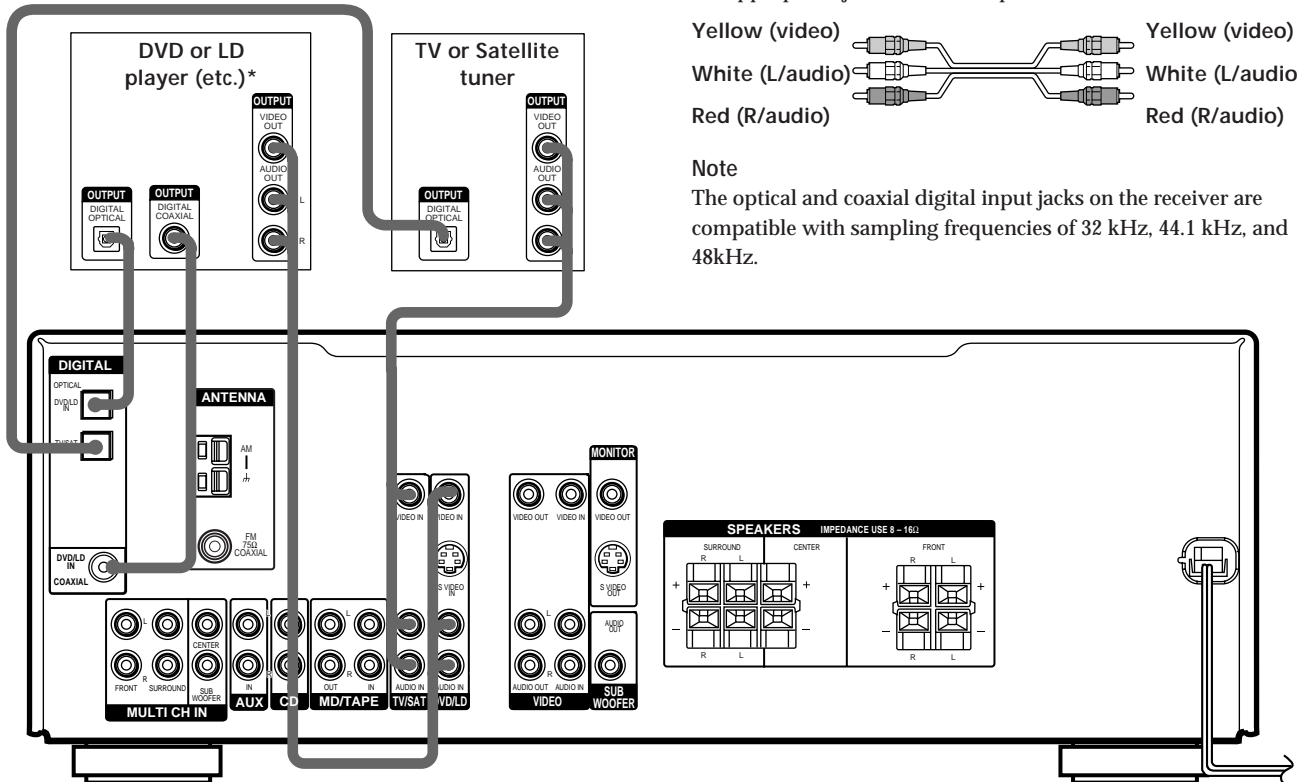 DVD or LD
player (etc.)*
OUTPUT
VIDEO
OUT
AUDIO
OUT
L
R
OUTPUT
DIGITAL
OPTICAL
OUTPUT
DIGITAL
COAXIAL
TV or Satellite
tuner
OUTPUT
VIDEO
OUT
AUDIO
OUT
OUTPUT
DIGITAL
OPTICAL
Yellow (video)
White (L/audio)
Red (R/audio)
Yellow (video)
White (L/audio
Red (R/audio)
Note
The optical and coaxial digital input jacks on the receiver are
compatible with sampling frequencies of 32 kHz, 44.1 kHz, and
48kHz.
DIGITAL
OPTICAL
DVD/LD
IN
TV/SAT
DVD/LD
IN
COAXIAL
ANTENNA
AM
FM
75Ω
COAXIAL
L
R
FRONT
SURROUND
CENTER
SUB
WOOFER
MULTI CH IN
L
R
IN
AUX
CD
L
R
OUT
IN
MD/TAPE
VIDEO IN
AUDIO IN
TV/SAT
VIDEO IN
S VIDEO
IN
AUDIO IN
DVD/LD
VIDEO OUT
VIDEO IN
L
R
AUDIO OUT
AUDIO IN
VIDEO
MONITOR
VIDEO OUT
S VIDEO
OUT
AUDIO
OUT
SUB
WOOFER
SPEAKERS IMPEDANCE USE 8 – 16Ω
SURROUND
CENTER
FRONT
R L
R L
+ +
+ +
– –
– –
R L
R L